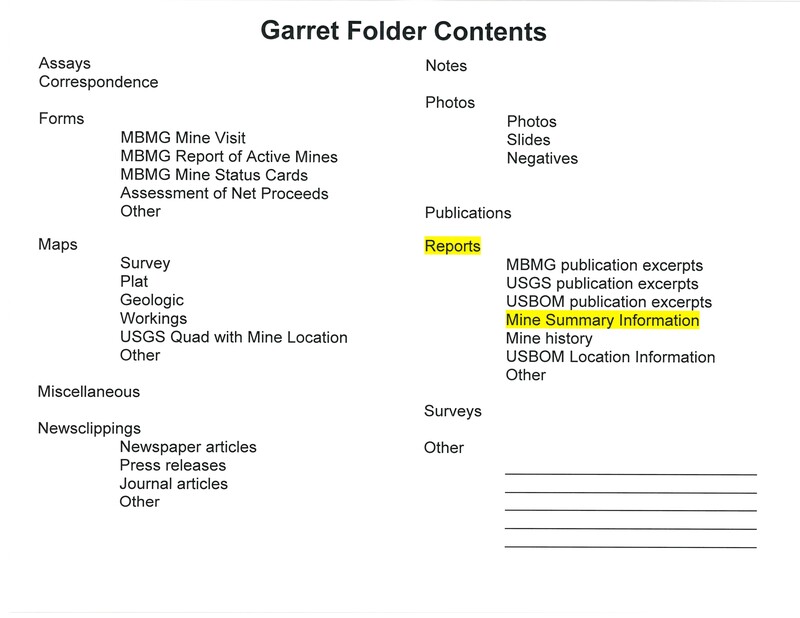 Garret Folder Contents
Assays
Correspondence
Forms
MBMG Mine Visit
MBMG Report of Active Mines
MBMG Mine Status Cards
Assessment of Net Proceeds
Other
Maps
Survey
Plat
Geologic
Workings
USGS Quad with Mine Location
Other
Miscellaneous
Newsclippings
Newspaper articles
Press releases
Journal articles
Other
Notes
Photos
Photos
Slides
Negatives
Publications
Reports
MBMG publication excerpts
USGS publication excerpts
USBOM publication excerpts
Mine Summary Information
Mine history
USBOM Location Information
Other
Surveys
Other